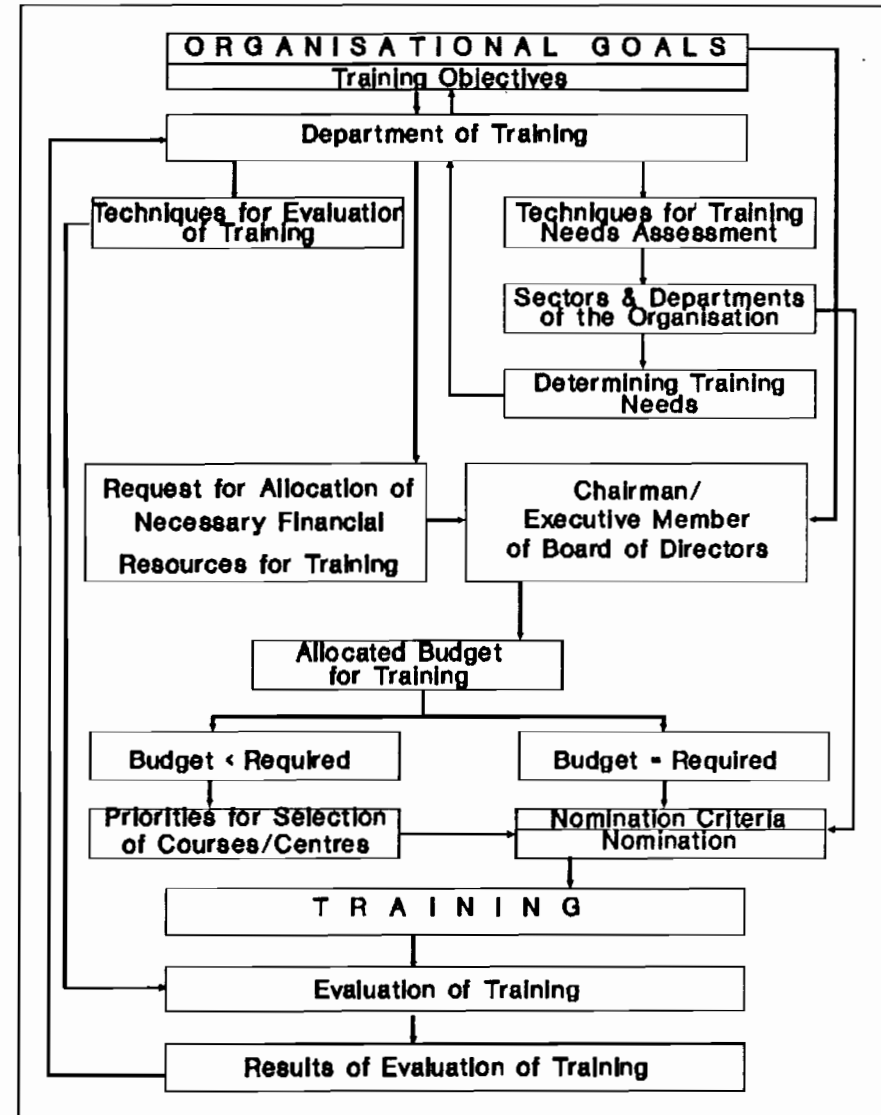 ORGANISATIONAL GOALS
Training Objectives
Department of Training
Techniques for Evaluation
of Training
Techniques for Training
Needs Assessment
Sectors & Departments
of the Organisation
Determining Training
Needs
Request for Allocation of
Necessary Financial
Resources for Training
Chairman/
Executive Member
of Board of Directors
Allocated Budget
for Training
Budget < Required
Budget = Required
Priorities for Selection
of Courses/Centres
Nomination Criteria
Nomination
TRAINING
Evaluation of Training
Results of Evaluation of Training